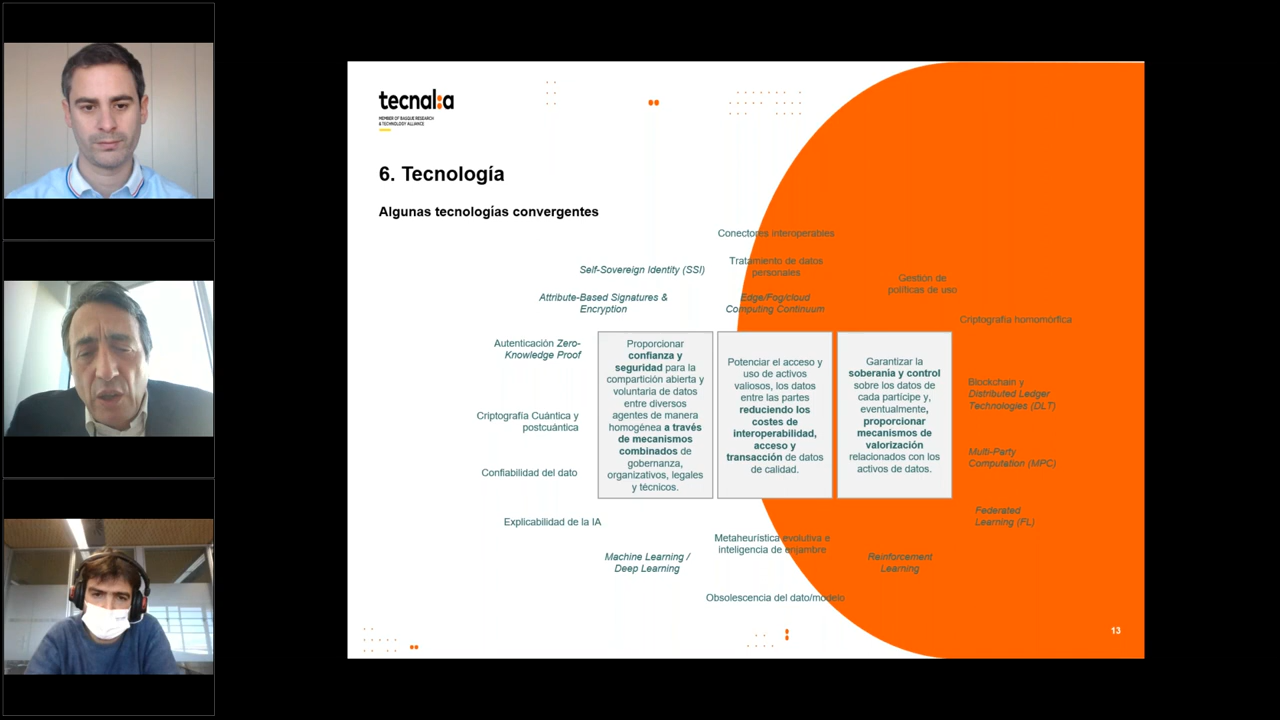 tecnal:a
MEMBER OF BASQUE RESEARCH
& TECHNOLOGY ALLIANCE
6. Tecnología
Algunas tecnologías convergentes
Conectores interoperables
Self-Sovereign Identity (SSI)
Tratamiento de datos
personales
Gestión de
políticas de uso
Attribute-Based Signatures &
Encryption
Edge/Fog/cloud
Computing Continuum
Criptografía homomórfica
Autenticación Zero-
Knowledge Proof
Criptografía Cuántica y
postcuántica
Confiabilidad del dato
Explicabilidad de la IA
Proporcionar
confianza y
seguridad para la
compartición abierta y
voluntaria de datos
entre diversos
agentes de manera
homogénea a través
de mecanismos
combinados de
gobernanza,
organizativos, legales
y técnicos.
Potenciar el acceso y
uso de activos
valiosos, los datos
entre las partes
reduciendo los
costes de
interoperabilidad,
acceso y
transacción de datos
de calidad.
Garantizar la
soberanía y control
sobre los datos de
cada partícipe y,
eventualmente,
proporcionar
mecanismos de
valorización
relacionados con los
activos de datos.
Blockchain y
Distributed Ledger
Technologies (DLT)
Multi-Party
Computation (MPC)
Federated
Learning (FL)
Machine Learning /
Deep Learning
Metaheurística evolutiva e
inteligencia de enjambre
Reinforcement
Learning
Obsolescencia del dato/modelo
13